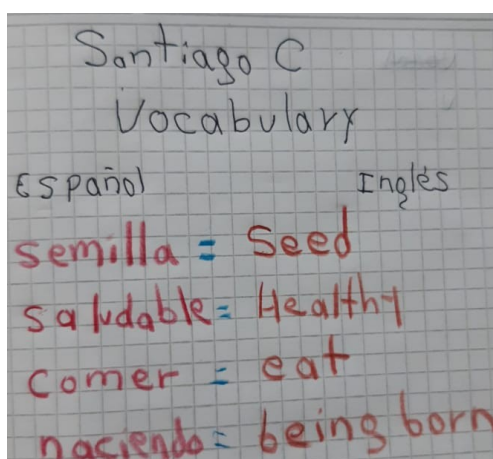 Santiago C
Vocabulary
Español Inglés
semilla = seed
saludable = Healthy
comer = eat
naciendo = being born